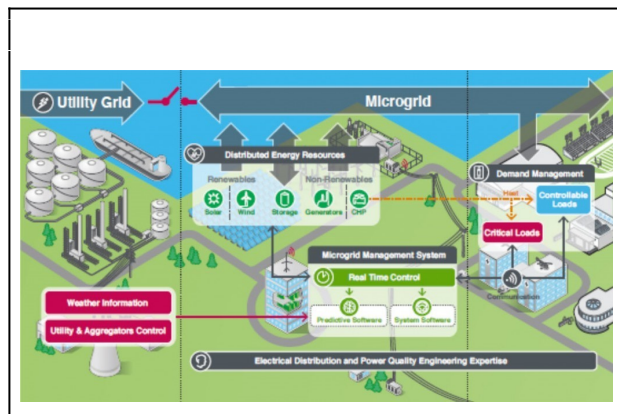 Utility Grid
Microgrid
Distributed Energy Resources
Renewables
Non-Renewables
Solar
Wind
Storage
Generators
CHP
Demand Management
Heat
Controllable
Loads
Critical Loads
Microgrid Management System
Real Time Control
Communication
Predictive Software
System Software
Weather Information
Utility & Aggregators Control
Electrical Distribution and Power Quality Engineering Expertise